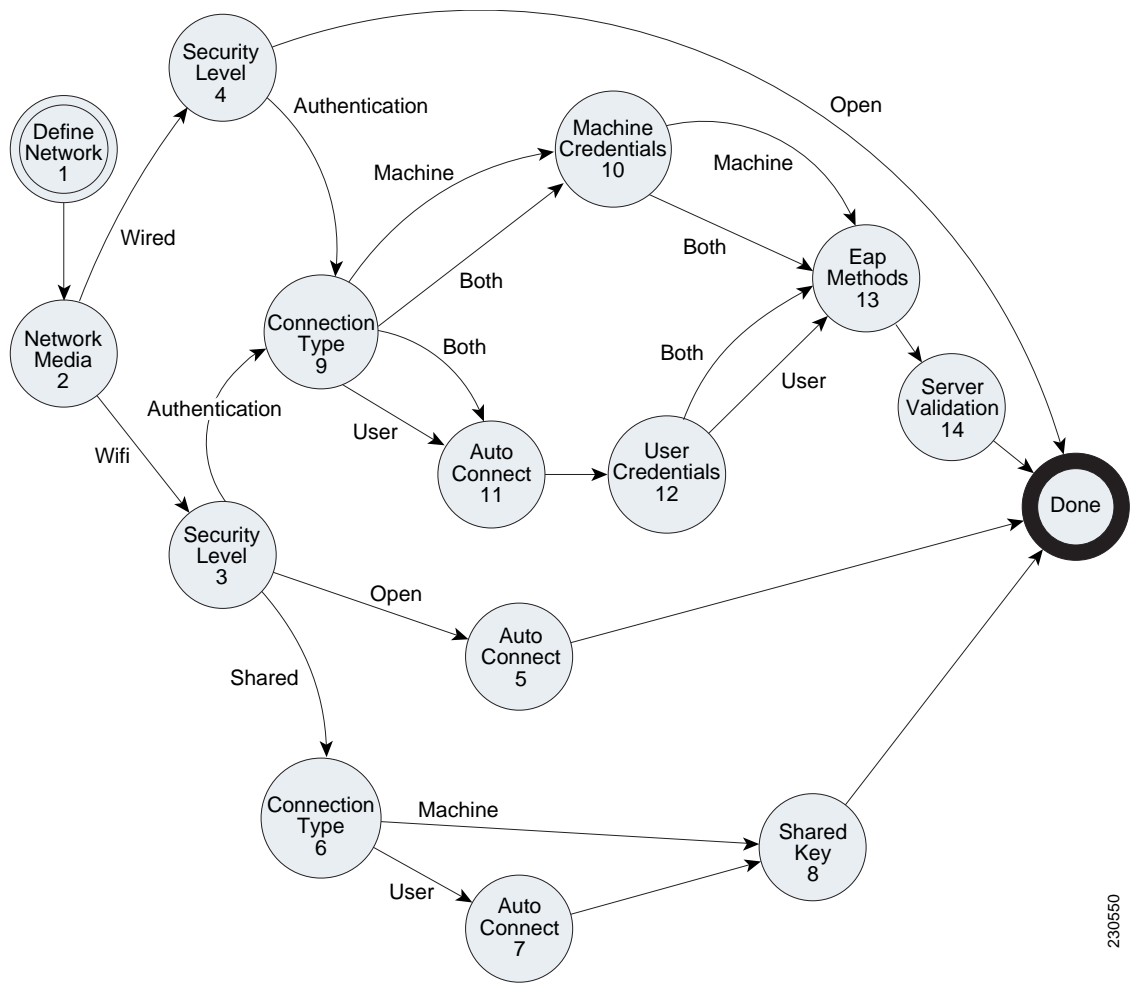 Security
Level
4
Define
Network
1
Open
Authentication
Machine
Credentials
10
Machine
Machine
Wired
Both
Both
Eap
Methods
13
Network
Media
2
Connection
Type
9
Both
Both
User
Server
Validation
14
Authentication
User
Wifi
Auto
Connect
11
User
Credentials
12
Done
Security
Level
3
Open
Auto
Connect
5
Shared
Connection
Type
6
Machine
Shared
Key
8
User
Auto
Connect
7
230550